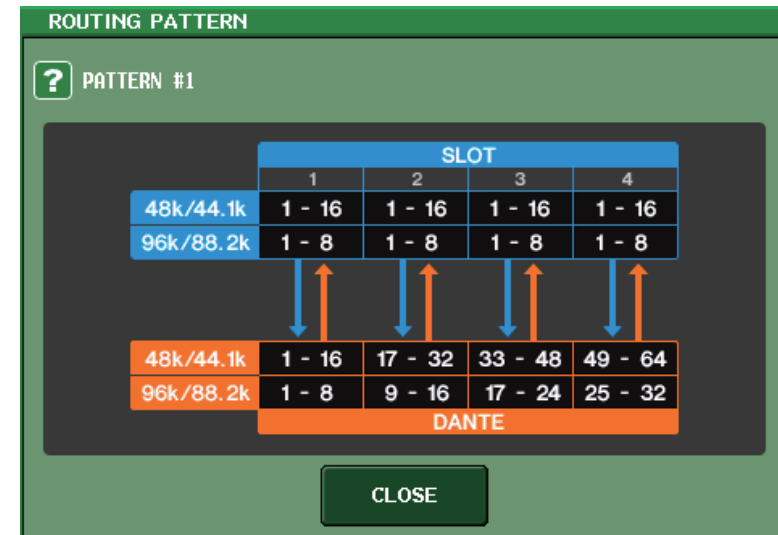 ROUTING PATTERN
? PATTERN #1
SLOT
1 2 3 4
48k/44.1k 1 - 16 1 - 16 1 - 16 1 - 16
96k/88.2k 1 - 8 1 - 8 1 - 8 1 - 8
48k/44.1k 1 - 16 17 - 32 33 - 48 49 - 64
96k/88.2k 1 - 8 9 - 16 17 - 24 25 - 32
DANTE
CLOSE